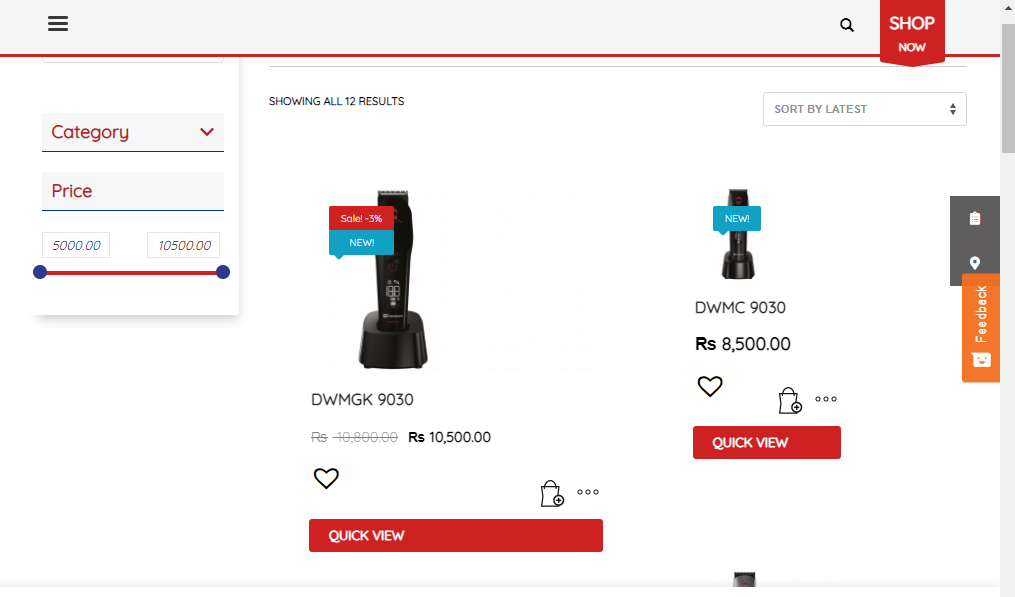 SHOP
NOW
SHOWING ALL 12 RESULTS
SORT BY LATEST
Category
Price
5000.00
10500.00
Sale! -3%
NEW!
DWMGK 9030
Rs 10,800.00 Rs 10,500.00
QUICK VIEW
NEW!
DWMC 9030
Rs 8,500.00
QUICK VIEW
Feedback